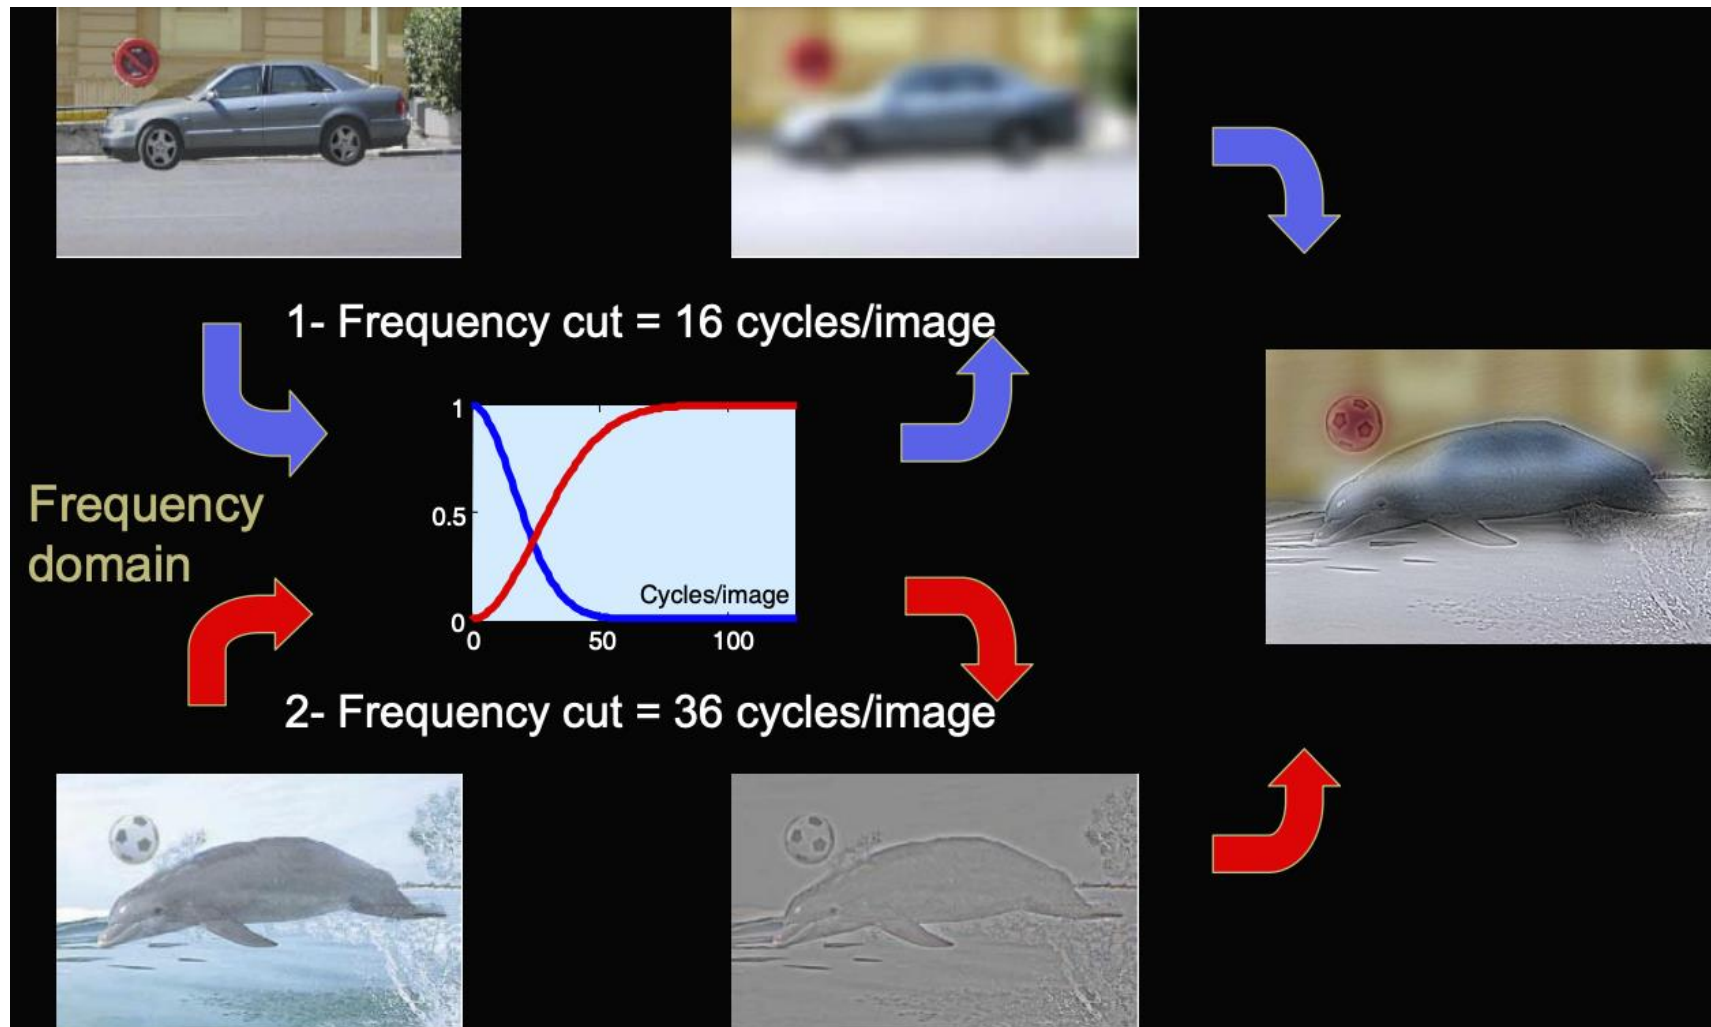 1- Frequency cut = 16 cycles/image
1
0.5
0
Cycles/image
0
50
100
Frequency
domain
2- Frequency cut = 36 cycles/image